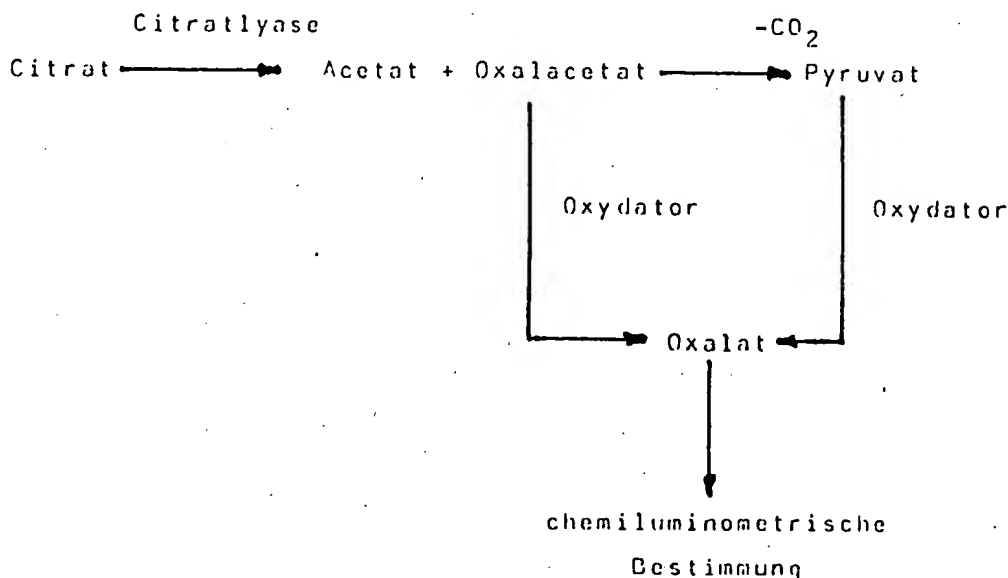 Citratlyase -CO2
Citrat Acetat + Oxalacetat Pyruvat
Oxydator Oxydator
Oxalat
chemiluminometrische
Bestimmung